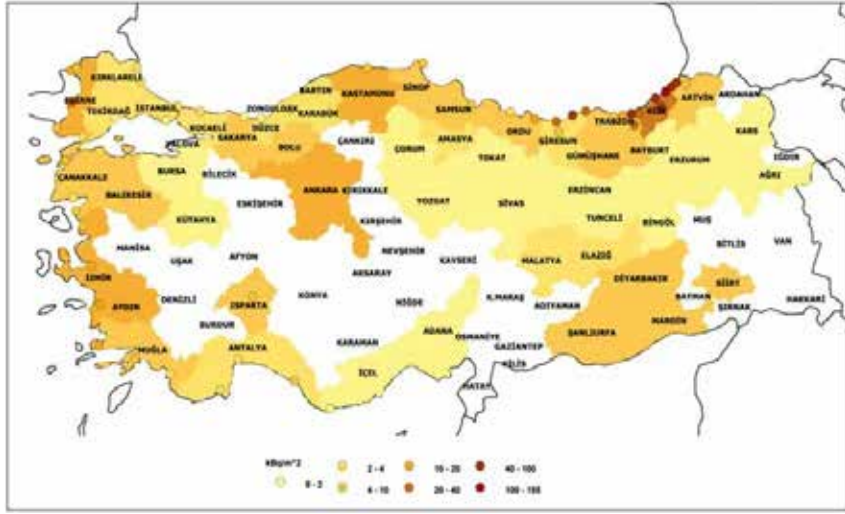 KIRKLARELİ
EDİRNE
TEKİRDAĞ
İSTANBUL
KOCAELİ
YALOVA
SAKARYA
DÜZCE
ZONGULDAK
BARTIN
KARABÜK
KASTAMONU
SİNOP
SAMSUN
ORDU
GİRESUN
TRABZON
RİZE
ARTVİN
ARDAHAN
KARS
IĞDIR
AĞRI
ÇANAKKALE
BALIKESİR
BURSA
BİLECİK
BOLU
ÇANKIRI
ÇORUM
AMASYA
TOKAT
GÜMÜŞHANE
BAYBURT
ERZURUM
ERZİNCAN
KÜTAHYA
ESKİŞEHİR
ANKARA
KIRIKKALE
YOZGAT
SİVAS
TUNCELİ
BİNGÖL
MUŞ
KIRŞEHİR
MANİSA
UŞAK
AFYON
NEVŞEHİR
KAYSERİ
MALATYA
ELAZIĞ
BİTLİS
VAN
İZMİR
AYDIN
DENİZLİ
ISPARTA
BURDUR
KONYA
AKSARAY
NİĞDE
K.MARAŞ
ADIYAMAN
DİYARBAKIR
BATMAN
SİİRT
ŞIRNAK
HAKKARİ
MUĞLA
ANTALYA
KARAMAN
İÇEL
ADANA
OSMANİYE
GAZİANTEP
KİLİS
HATAY
ŞANLIURFA
MARDİN
kBq/m^2
0 - 2
2 - 4
4 - 10
10 - 20
20 - 40
40 - 100